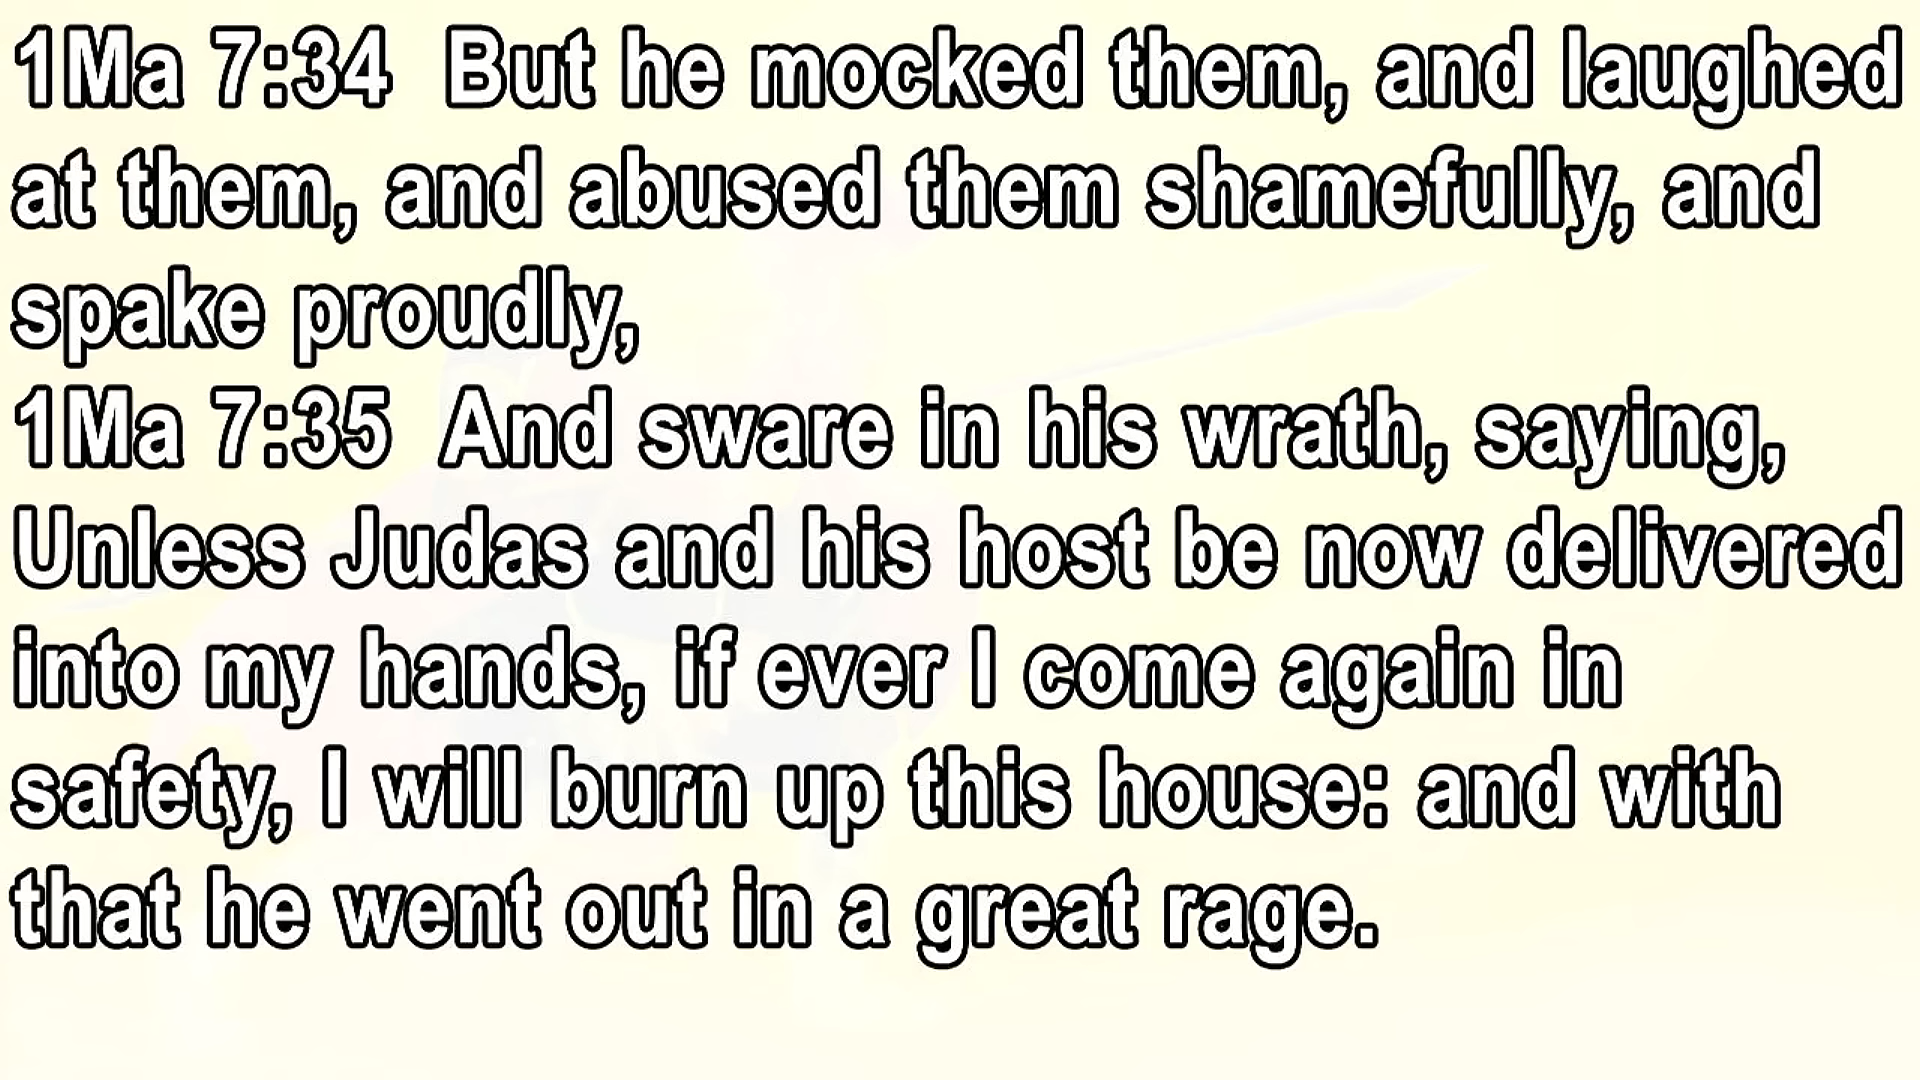 1Ma 7:34  But he mocked them, and laughed
at them, and abused them shamefully, and
spake proudly,
1Ma 7:35  And sware in his wrath, saying,
Unless Judas and his host be now delivered
into my hands, if ever I come again in
safety, I will burn up this house: and with
that he went out in a great rage.